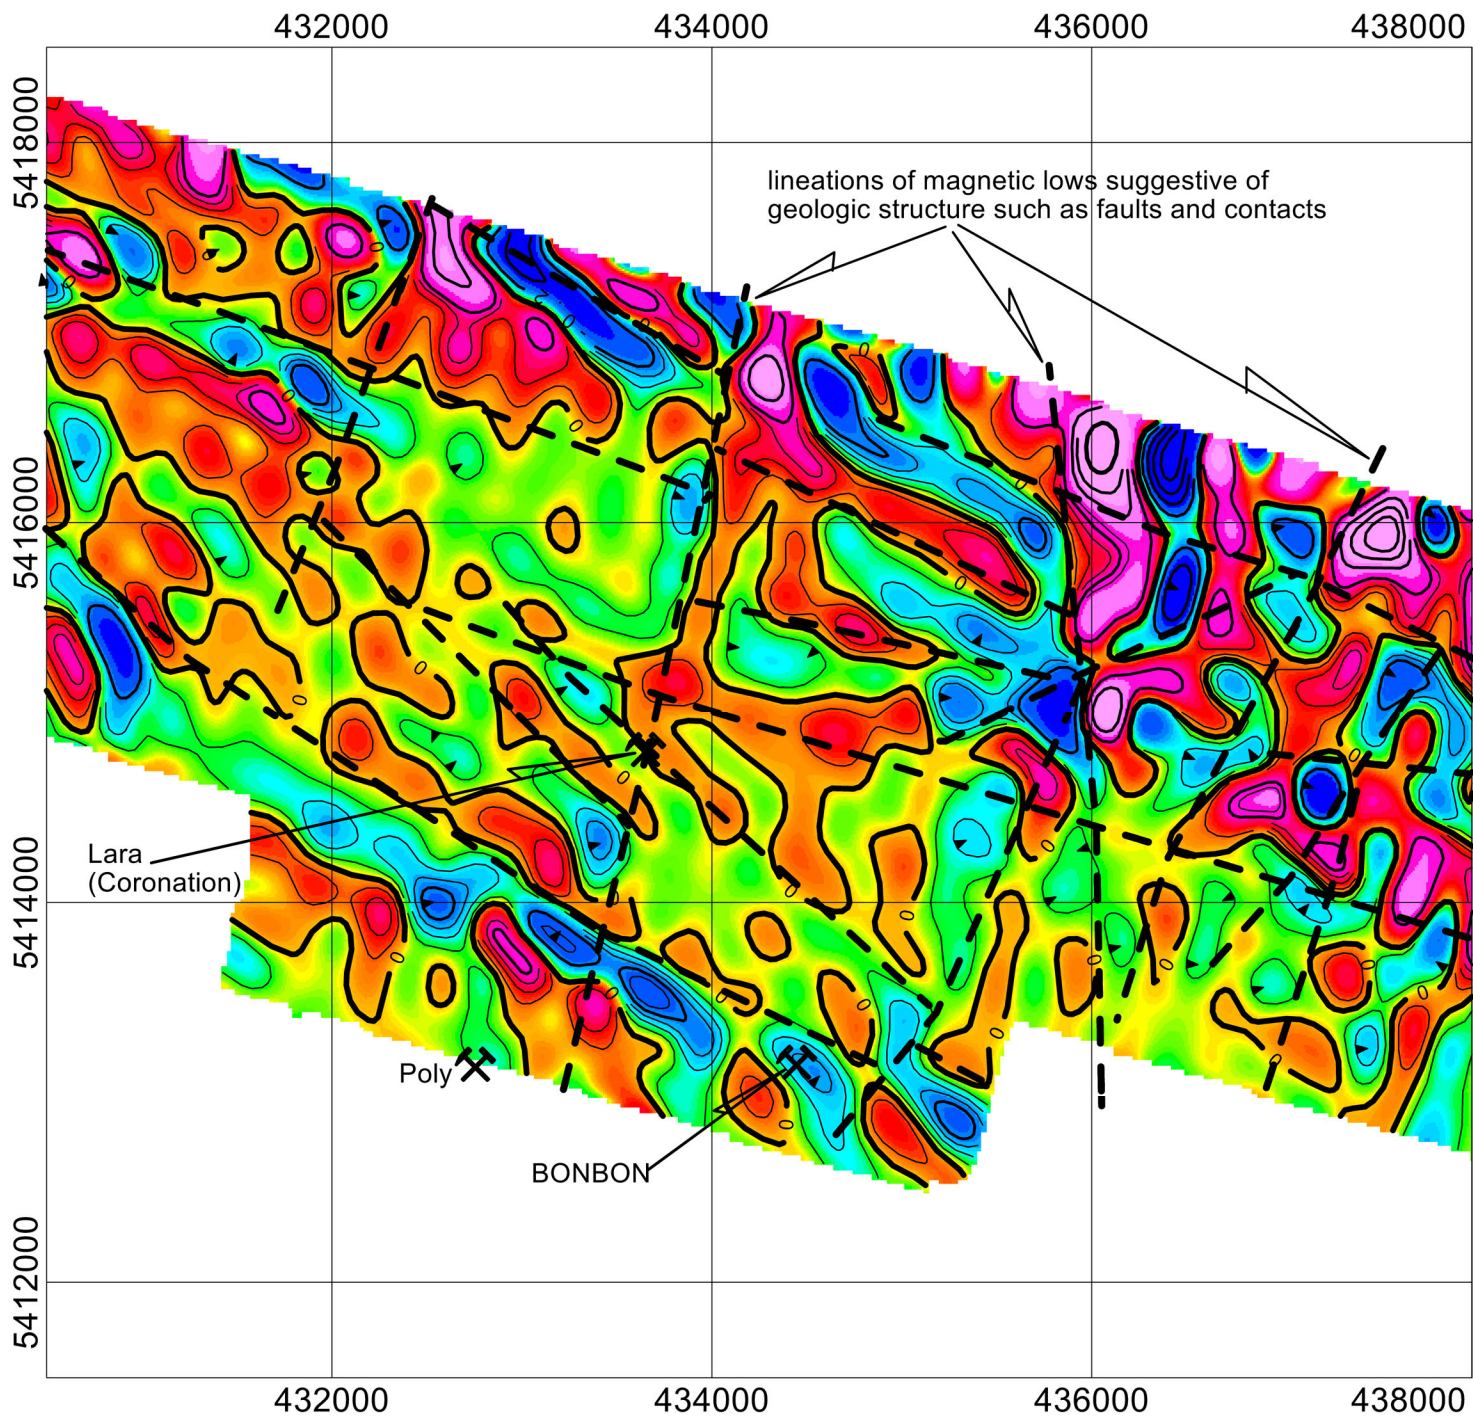 432000 434000 436000 438000
5418000
lineations of magnetic lows suggestive of
geologic structure such as faults and contacts
5416000
Lara
(Coronation)
5414000
Poly
BONBON
5412000
432000 434000 436000 438000